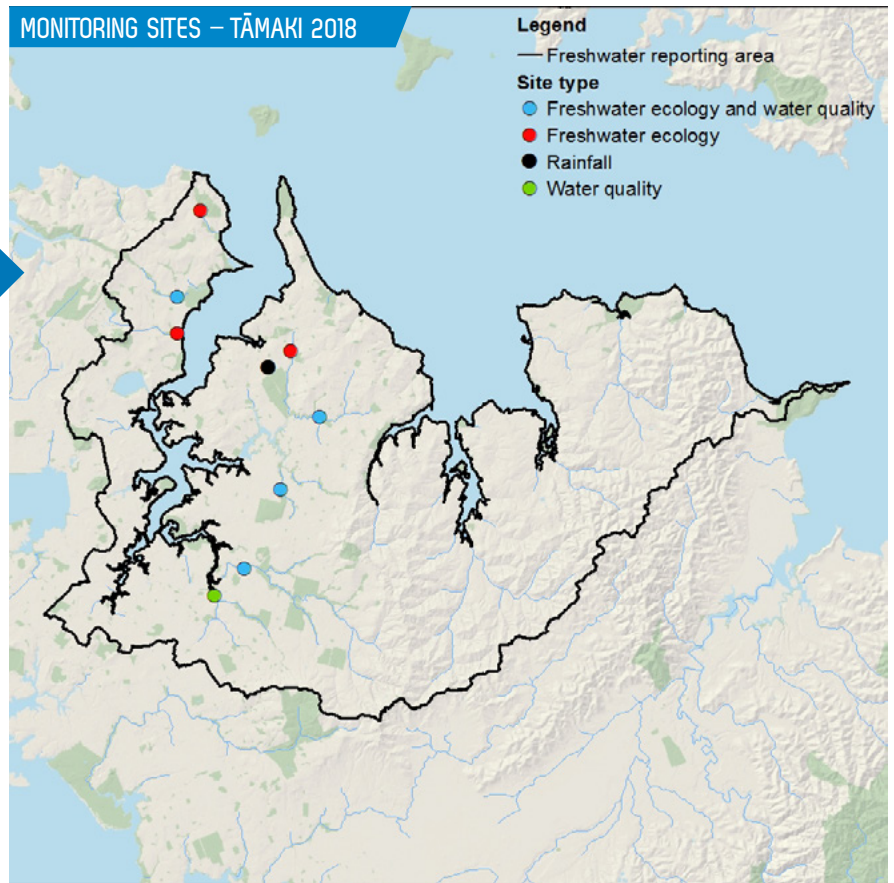 MONITORING SITES – TĀMAKI 2018
Legend
Freshwater reporting area
Site type
Freshwater ecology and water quality
Freshwater ecology
Rainfall
Water quality